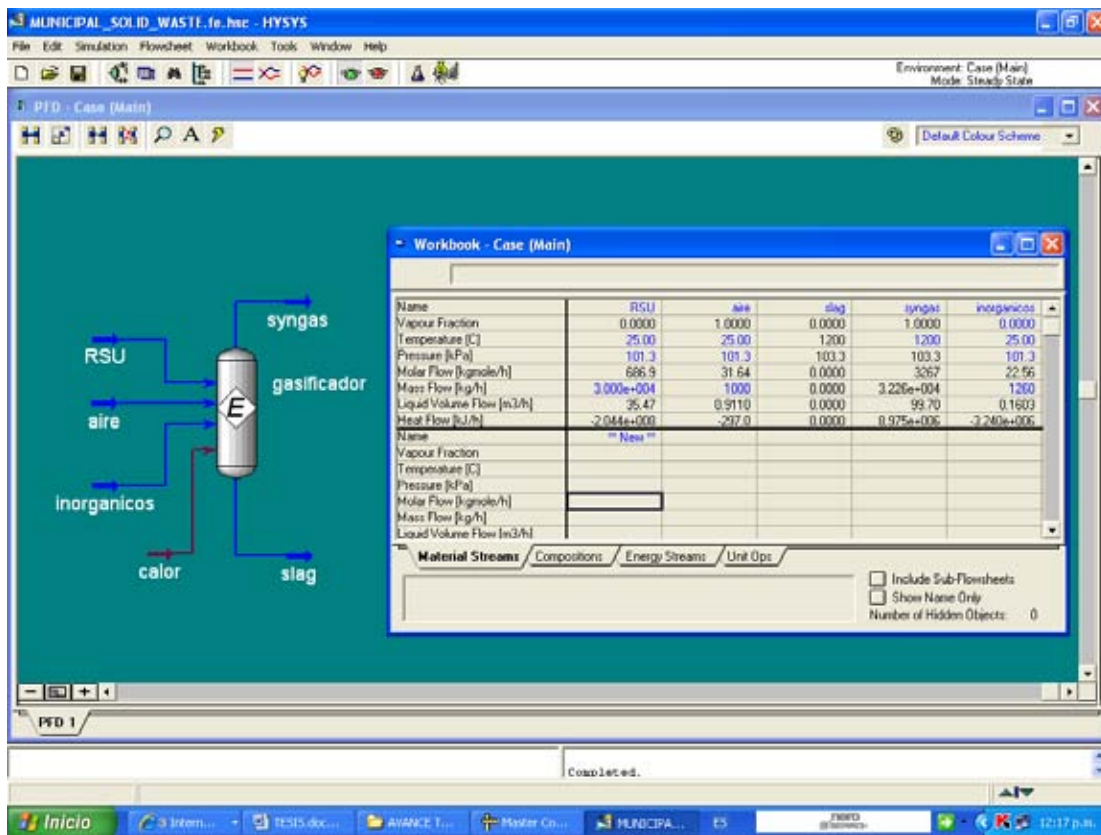 MUNICIPAL_SOLID_WASTE.fe.hsc - HYSYS
File Edit Simulation Flowsheet Workbook Tools Window Help
Environment: Case (Main)
Mode: Steady State
PFD - Case (Main)
A
Default Colour Scheme
syngas
RSU
gasificador
E
aire
inorganicos
calor
slag
Workbook - Case (Main)
Name RSU aire slag syngas inorganicos
Vapour Fraction 0.0000 1.0000 0.0000 1.0000 0.0000
Temperature [C] 25.00 25.00 1200 1200 25.00
Pressure [kPa] 101.3 101.3 103.3 103.3 101.3
Molar Flow [kgmole/h] 686.9 31.64 0.0000 3267 22.56
Mass Flow [kg/h] 3.000e+004 1000 0.0000 3.226e+004 1260
Liquid Volume Flow [m3/h] 35.47 0.9110 0.0000 99.70 0.1603
Heat Flow [kJ/h] -2.044e+008 -297.0 0.0000 8.975e+006 -3.240e+006
Name ** New **
Vapour Fraction
Temperature [C]
Pressure [kPa]
Molar Flow [kgmole/h]
Mass Flow [kg/h]
Liquid Volume Flow [m3/h]
Material Streams Compositions Energy Streams Unit Ops
Include Sub-Flowsheets
Show Name Only
Number of Hidden Objects: 0
PFD 1
Completed.
Inicio 3 Intern... TESIS.doc... AVANCE T... Master Co... MUNICIPA... ES nero 12:17 p.m.